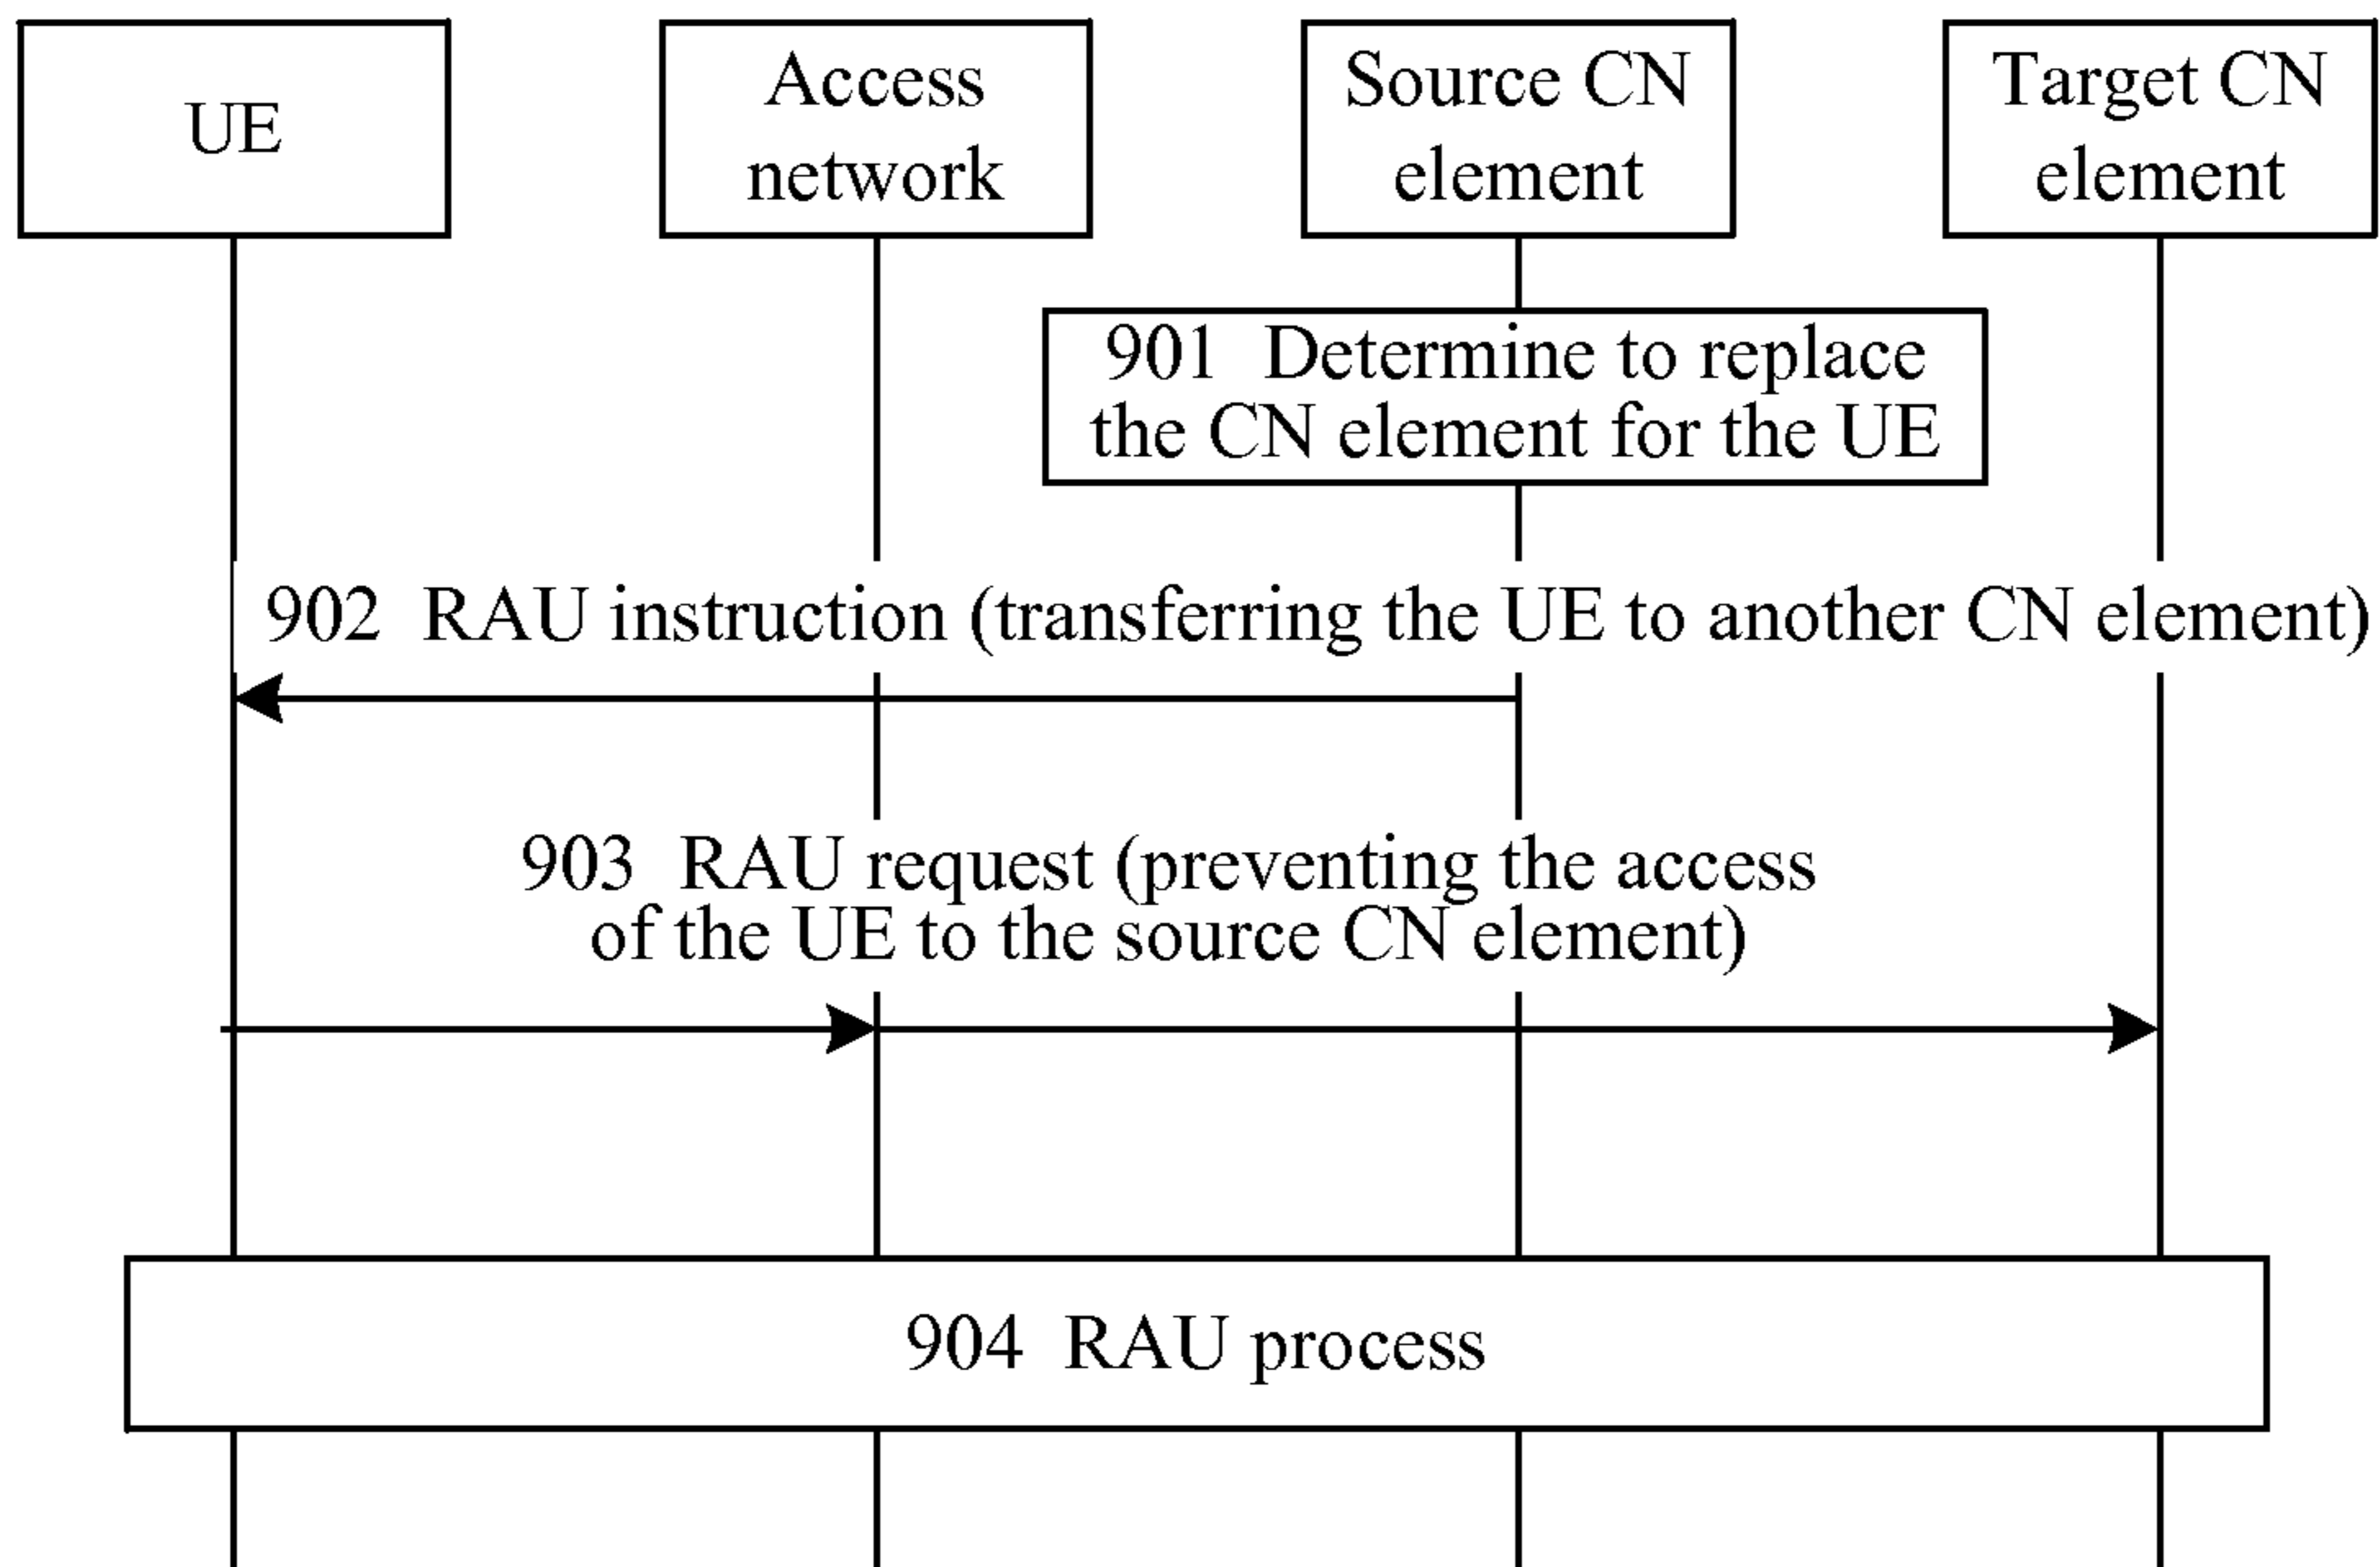 UE
Access
network
Source CN
element
Target CN
element
901 Determine to replace
the CN element for the UE
902 RAU instruction (transferring the UE to another CN element)
903 RAU request (preventing the access
of the UE to the source CN element)
904 RAU process